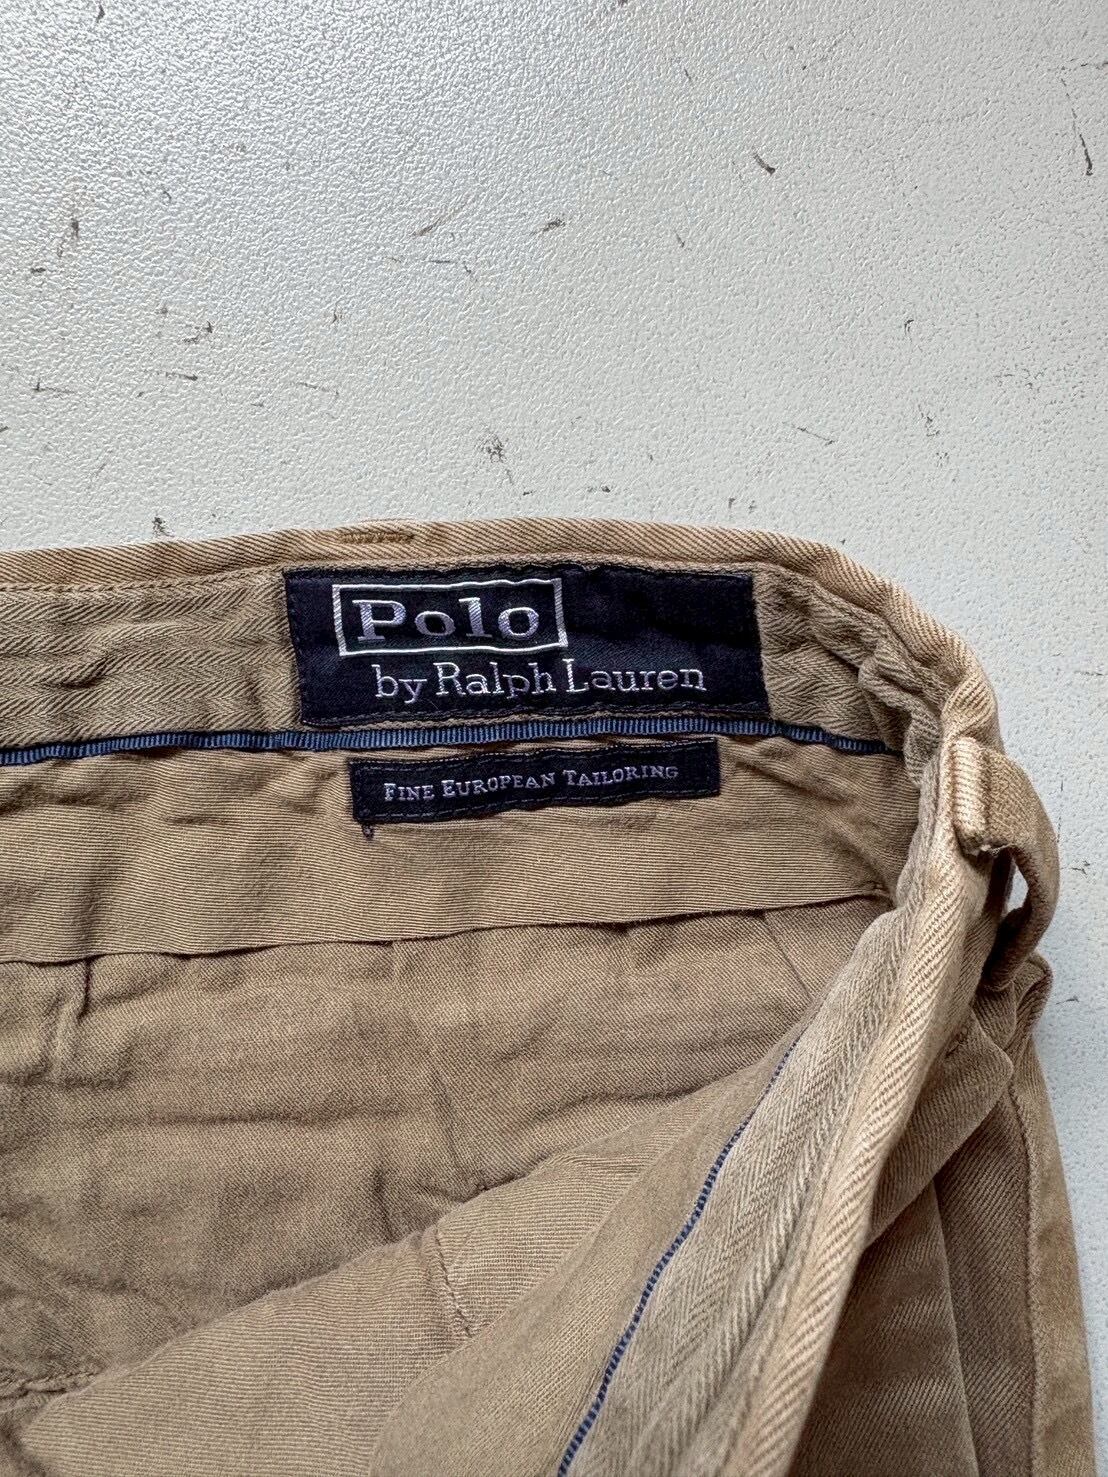 Polo
by Ralph Lauren
FINE EUROPEAN TAILORING